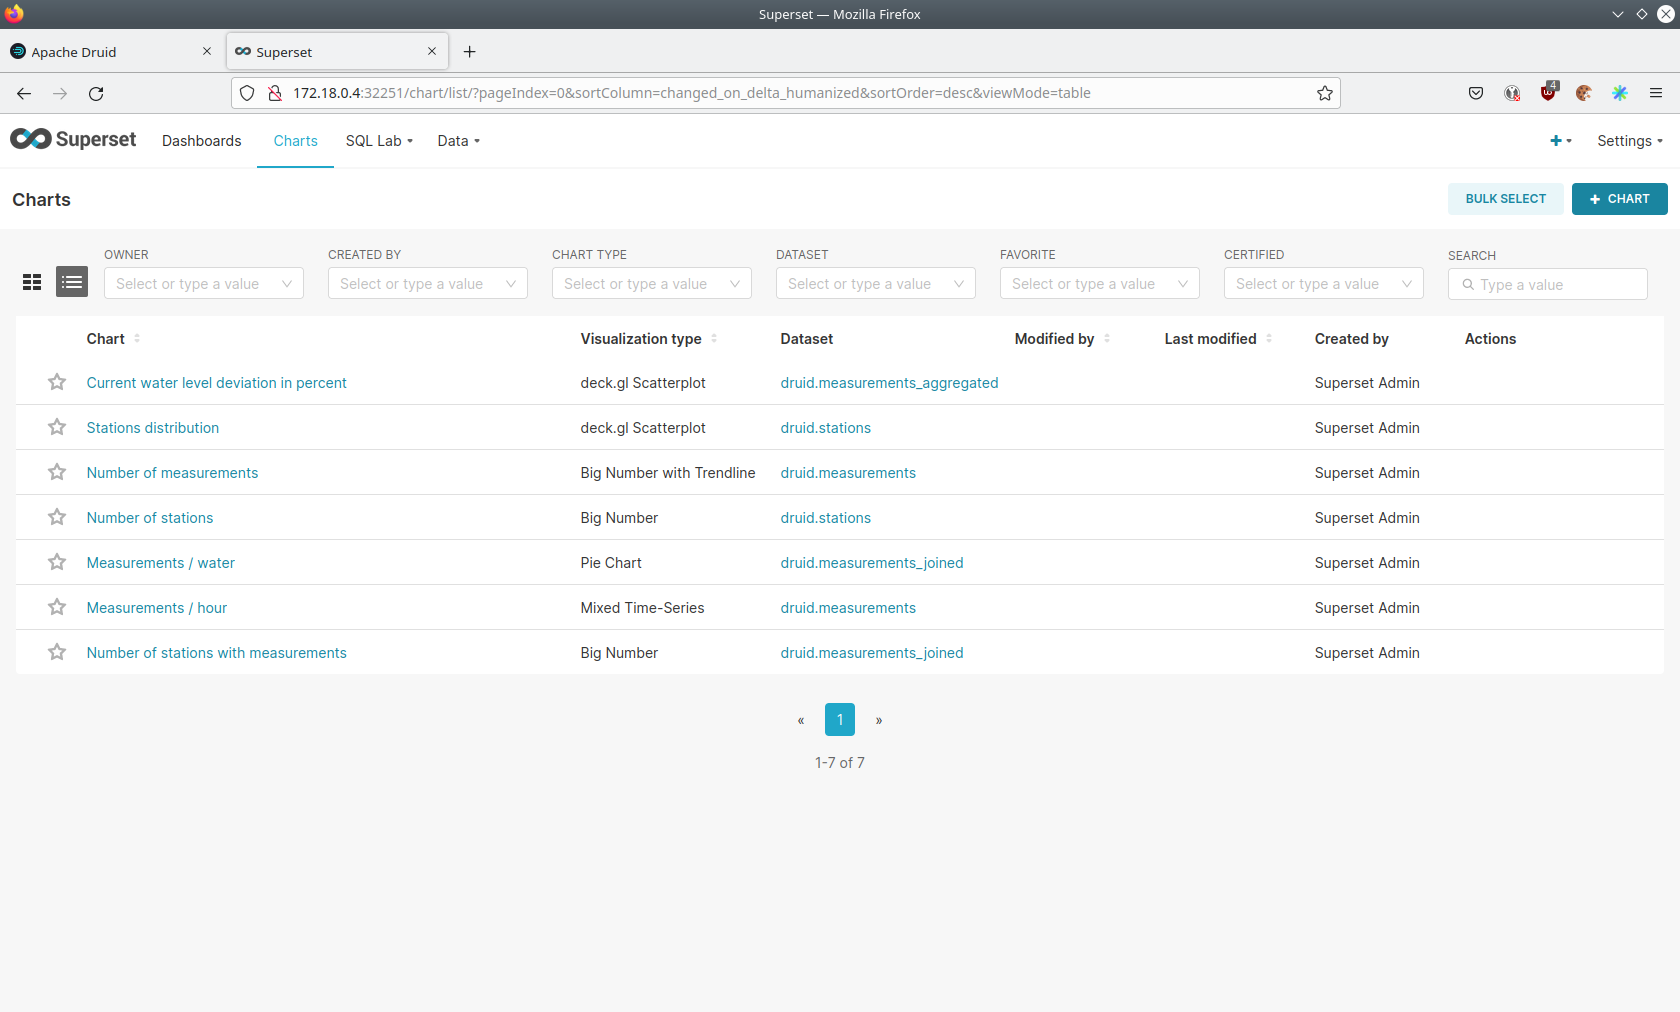 Superset — Mozilla Firefox
Apache Druid
Superset
172.18.0.4:32251/chart/list/?pageIndex=0&sortColumn=changed_on_delta_humanized&sortOrder=desc&viewMode=table
4
Superset Dashboards Charts SQL Lab Data Settings
Charts
BULK SELECT
+ CHART
OWNER CREATED BY CHART TYPE DATASET FAVORITE CERTIFIED SEARCH
Select or type a value Select or type a value Select or type a value Select or type a value Select or type a value Select or type a value Type a value
Chart Visualization type Dataset Modified by Last modified Created by Actions
Current water level deviation in percent deck.gl Scatterplot druid.measurements_aggregated Superset Admin
Stations distribution deck.gl Scatterplot druid.stations Superset Admin
Number of measurements Big Number with Trendline druid.measurements Superset Admin
Number of stations Big Number druid.stations Superset Admin
Measurements / water Pie Chart druid.measurements_joined Superset Admin
Measurements / hour Mixed Time-Series druid.measurements Superset Admin
Number of stations with measurements Big Number druid.measurements_joined Superset Admin
« 1 »
1-7 of 7